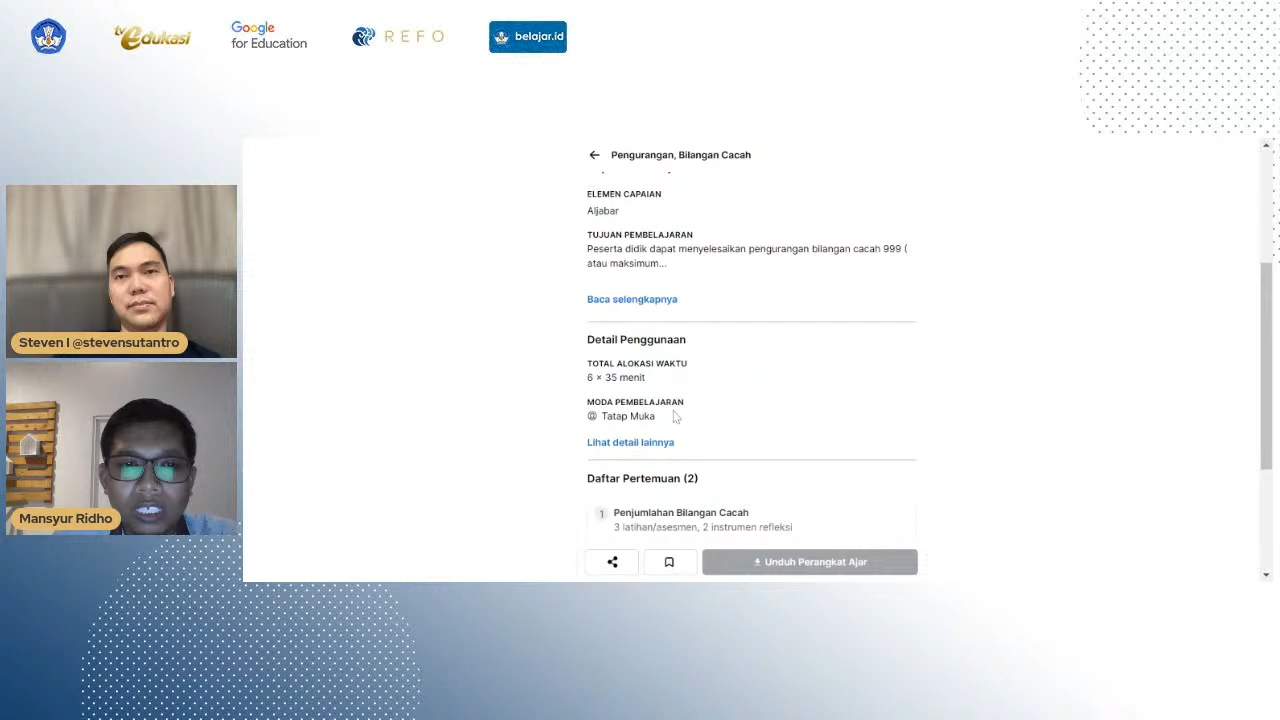 tv edukasi
Google
for Education
REFO
belajar.id
Pengurangan, Bilangan Cacah
ELEMEN CAPAIAN
Aljabar
TUJUAN PEMBELAJARAN
Peserta didik dapat menyelesaikan pengurangan bilangan cacah 999 (
atau maksimum...
Baca selengkapnya
Detail Penggunaan
TOTAL ALOKASI WAKTU
6 × 35 menit
MODA PEMBELAJARAN
Tatap Muka
Lihat detail lainnya
Daftar Pertemuan (2)
1 Penjumlahan Bilangan Cacah
3 latihan/asesmen, 2 instrumen refleksi
Unduh Perangkat Ajar
Steven I @stevensutantro
Mansyur Ridho